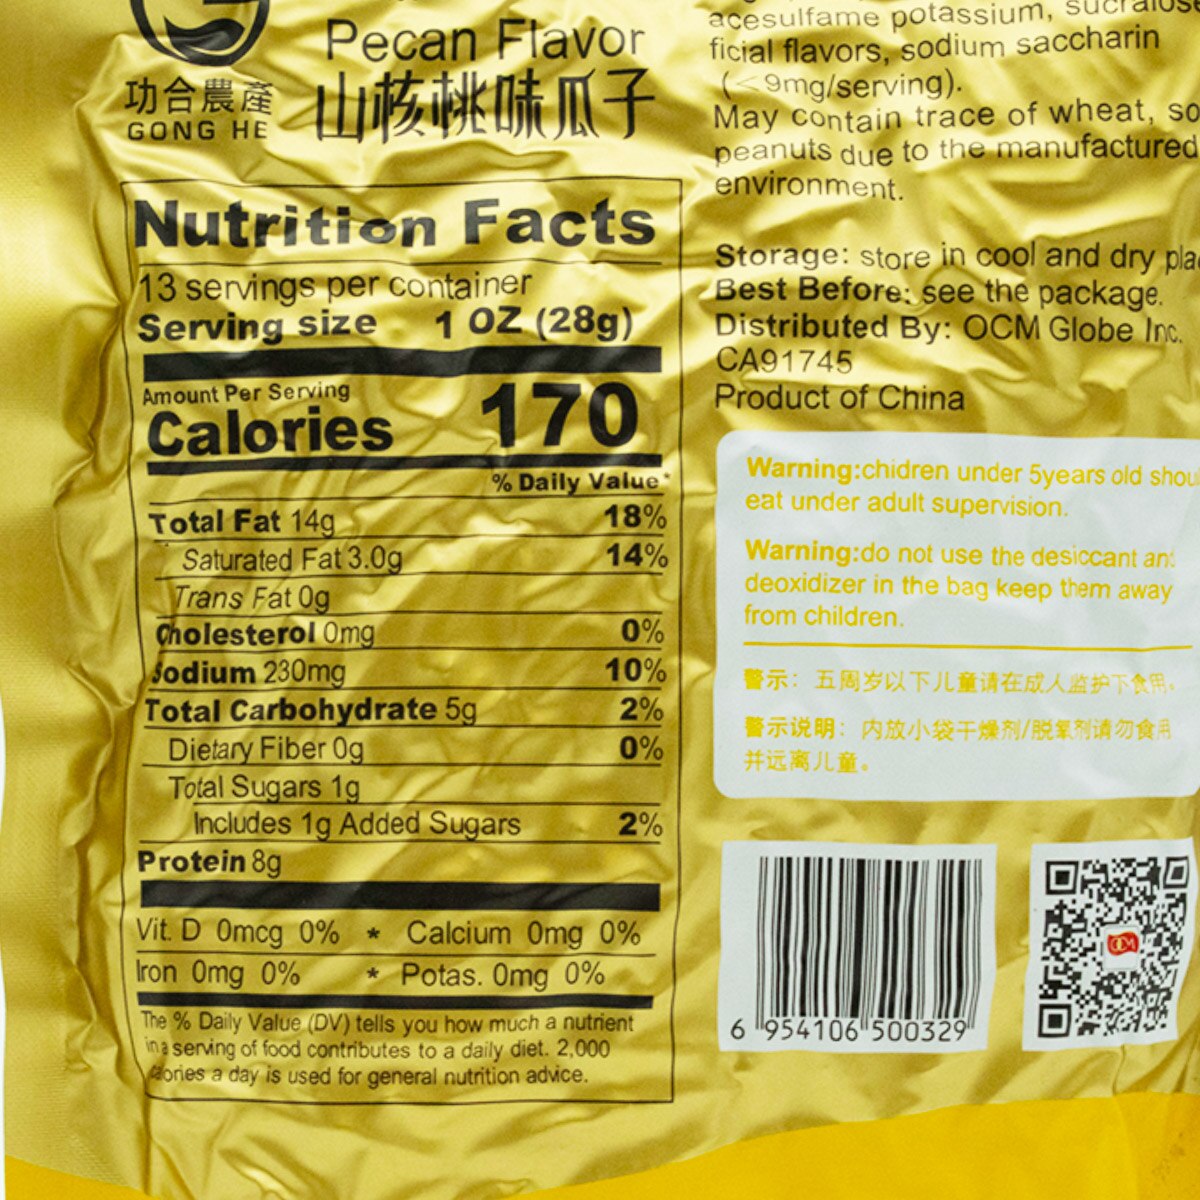 Pecan Flavor
山核桃味瓜子
功合農產
GONG HE
acesulfame potassium, sucralose
ficial flavors, sodium saccharin
(<9mg/serving).
May contain trace of wheat, so
peanuts due to the manufactured
environment.
Nutrition Facts
13 servings per container
Serving size 1 OZ (28g)
Amount Per Serving
Calories 170
% Daily Value*
Total Fat 14g 18%
Saturated Fat 3.0g 14%
Trans Fat 0g
Cholesterol 0mg 0%
Sodium 230mg 10%
Total Carbohydrate 5g 2%
Dietary Fiber 0g 0%
Total Sugars 1g
Includes 1g Added Sugars 2%
Protein 8g
Vit. D 0mcg 0% * Calcium 0mg 0%
Iron 0mg 0% * Potas. 0mg 0%
The % Daily Value (DV) tells you how much a nutrient
in a serving of food contributes to a daily diet. 2,000
alories a day is used for general nutrition advice.
Storage: store in cool and dry plac
Best Before: see the package.
Distributed By: OCM Globe Inc.
CA91745
Product of China
Warning:chidren under 5years old shou
eat under adult supervision.
Warning:do not use the desiccant and
deoxidizer in the bag keep them away
from children.
警示：五周岁以下儿童请在成人监护下食用。
警示说明：内放小袋干燥剂/脱氧剂请勿食用
并远离儿童。
6 954106 500329
OCM